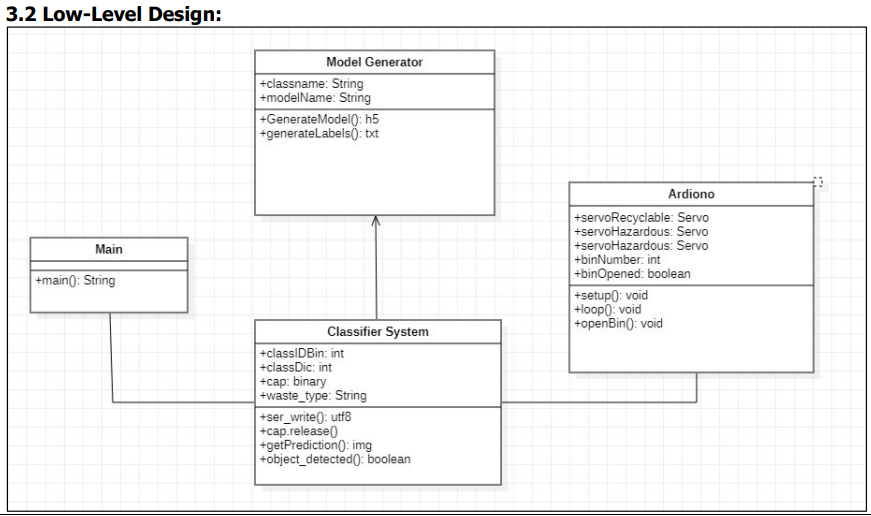 3.2 Low-Level Design:
Model Generator
+classname: String
+modelName: String
+GenerateModel(): h5
+generateLabels(): txt
Ardiono
+servoRecyclable: Servo
+servoHazardous: Servo
+servoHazardous: Servo
+binNumber: int
+binOpened: boolean
+setup(): void
+loop(): void
+openBin(): void
Main
+main(): String
Classifier System
+classIDBin: int
+classDic: int
+cap: binary
+waste_type: String
+ser_write(): utf8
+cap.release()
+getPrediction(): img
+object_detected(): boolean